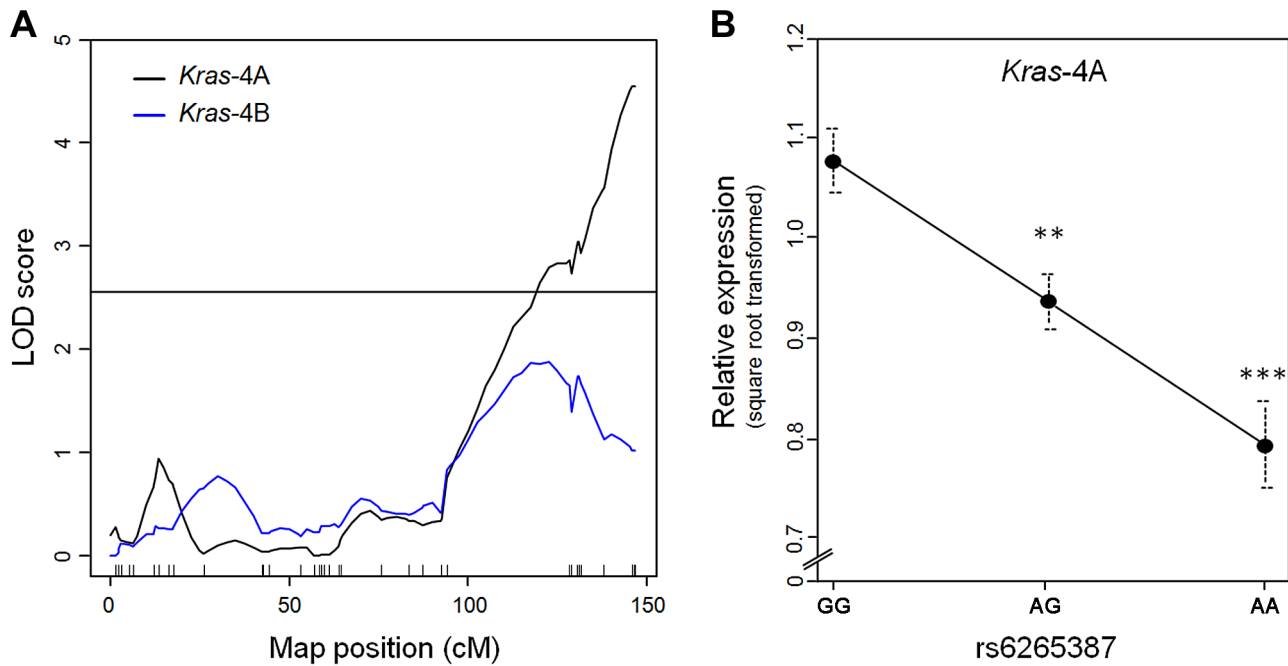 A
5
4
3
2
1
0
LOD score
Kras-4A
Kras-4B
0
50
100
150
Map position (cM)
B
1.2
1.1
1.0
0.9
0.8
0.7
0
Relative expression
(square root transformed)
Kras-4A
**
***
GG
AG
AA
rs6265387